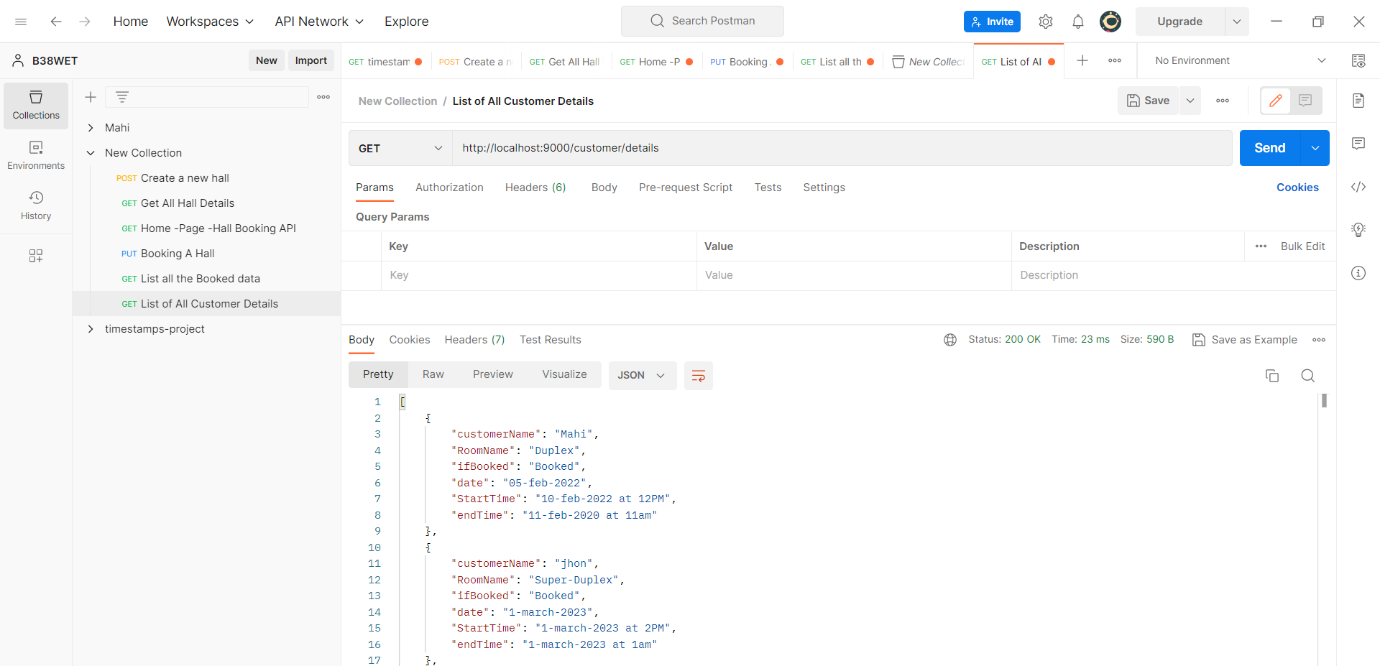 Home Workspaces API Network Explore Search Postman Invite Upgrade
B38WET New Import GET timestam POST Create a n GET Get All Hall GET Home -P PUT Booking . GET List all th New Collec GET List of Al No Environment
Collections
Environments
History
Mahi
New Collection
POST Create a new hall
GET Get All Hall Details
GET Home -Page -Hall Booking API
PUT Booking A Hall
GET List all the Booked data
GET List of All Customer Details
timestamps-project
New Collection / List of All Customer Details Save
GET http://localhost:9000/customer/details Send
Params Authorization Headers (6) Body Pre-request Script Tests Settings Cookies
Query Params
Key Value Description Bulk Edit
Key Value Description
Body Cookies Headers (7) Test Results Status: 200 OK Time: 23 ms Size: 590 B Save as Example
Pretty Raw Preview Visualize JSON
1 [
2 {
3 "customerName": "Mahi",
4 "RoomName": "Duplex",
5 "ifBooked": "Booked",
6 "date": "05-feb-2022",
7 "StartTime": "10-feb-2022 at 12PM",
8 "endTime": "11-feb-2020 at 11am"
9 },
10 {
11 "customerName": "jhon",
12 "RoomName": "Super-Duplex",
13 "ifBooked": "Booked",
14 "date": "1-march-2023",
15 "StartTime": "1-march-2023 at 2PM",
16 "endTime": "1-march-2023 at 1am"
17 },